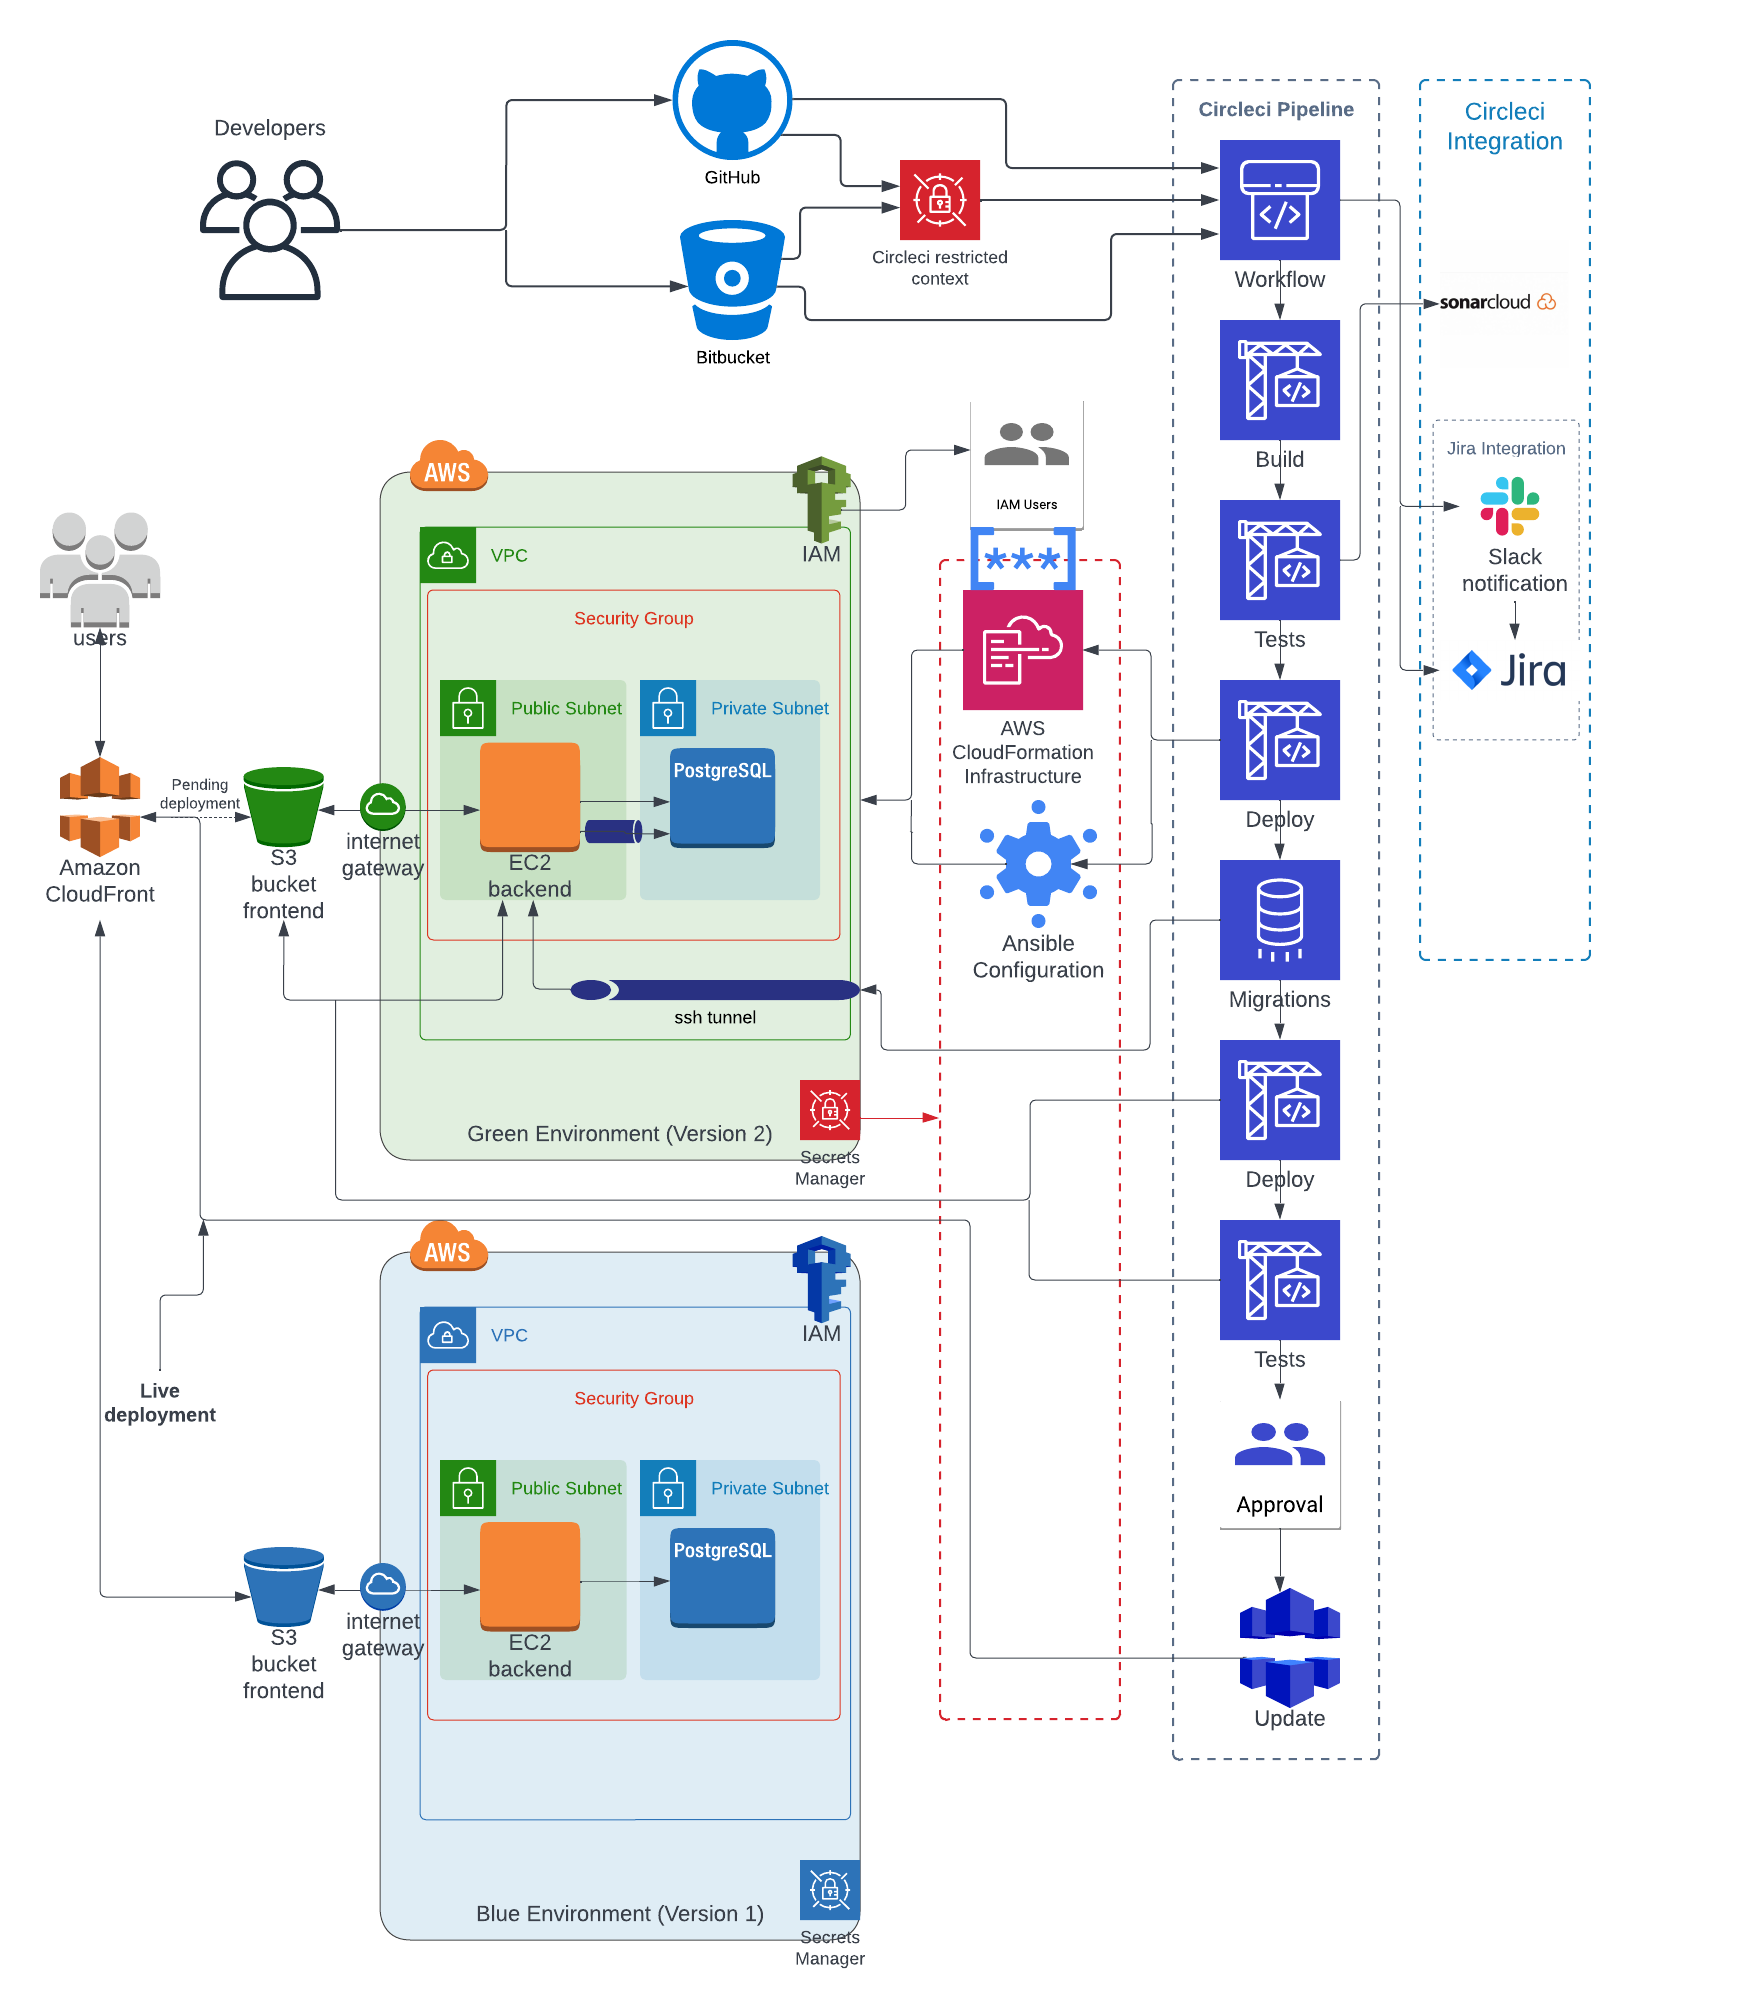 Developers
GitHub
Bitbucket
Circleci restricted
context
Circleci Pipeline
Workflow
Build
Tests
Deploy
Migrations
Deploy
Tests
Approval
Update
Circleci
Integration
sonarcloud
Jira Integration
Slack
notification
Jira
users
Amazon
CloudFront
Pending
deployment
S3
bucket
frontend
internet
gateway
AWS
IAM
VPC
Security Group
Public Subnet
Private Subnet
PostgreSQL
EC2
backend
ssh tunnel
Green Environment (Version 2)
Secrets
Manager
IAM Users
[***]
AWS
CloudFormation
Infrastructure
Ansible
Configuration
Live
deployment
AWS
IAM
VPC
Security Group
Public Subnet
Private Subnet
PostgreSQL
EC2
backend
S3
bucket
frontend
internet
gateway
Blue Environment (Version 1)
Secrets
Manager